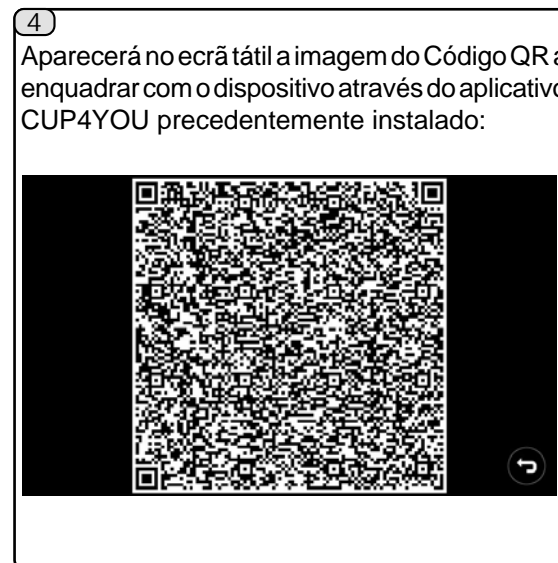 4
Aparecerá no ecrã tátil a imagem do Código QR a
enquadrar com o dispositivo através do aplicativo
CUP4YOU precedentemente instalado: